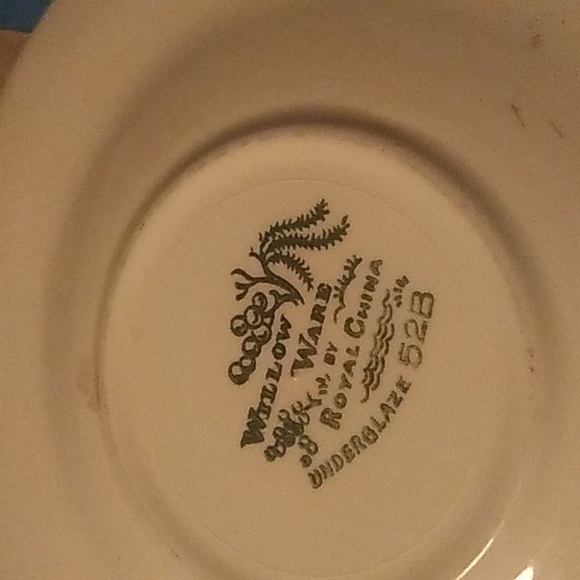 WILLOW
WARE
BY
ROYAL CHINA
UNDERGLAZE 52B